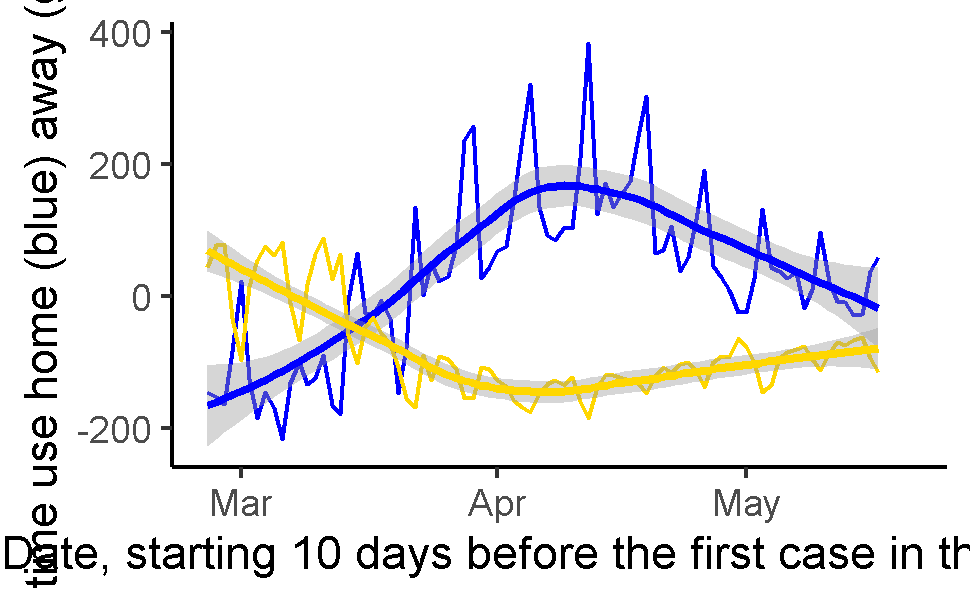 400
200
0
-200
Mar Apr May
time use home (blue) away (
Date, starting 10 days before the first case in th